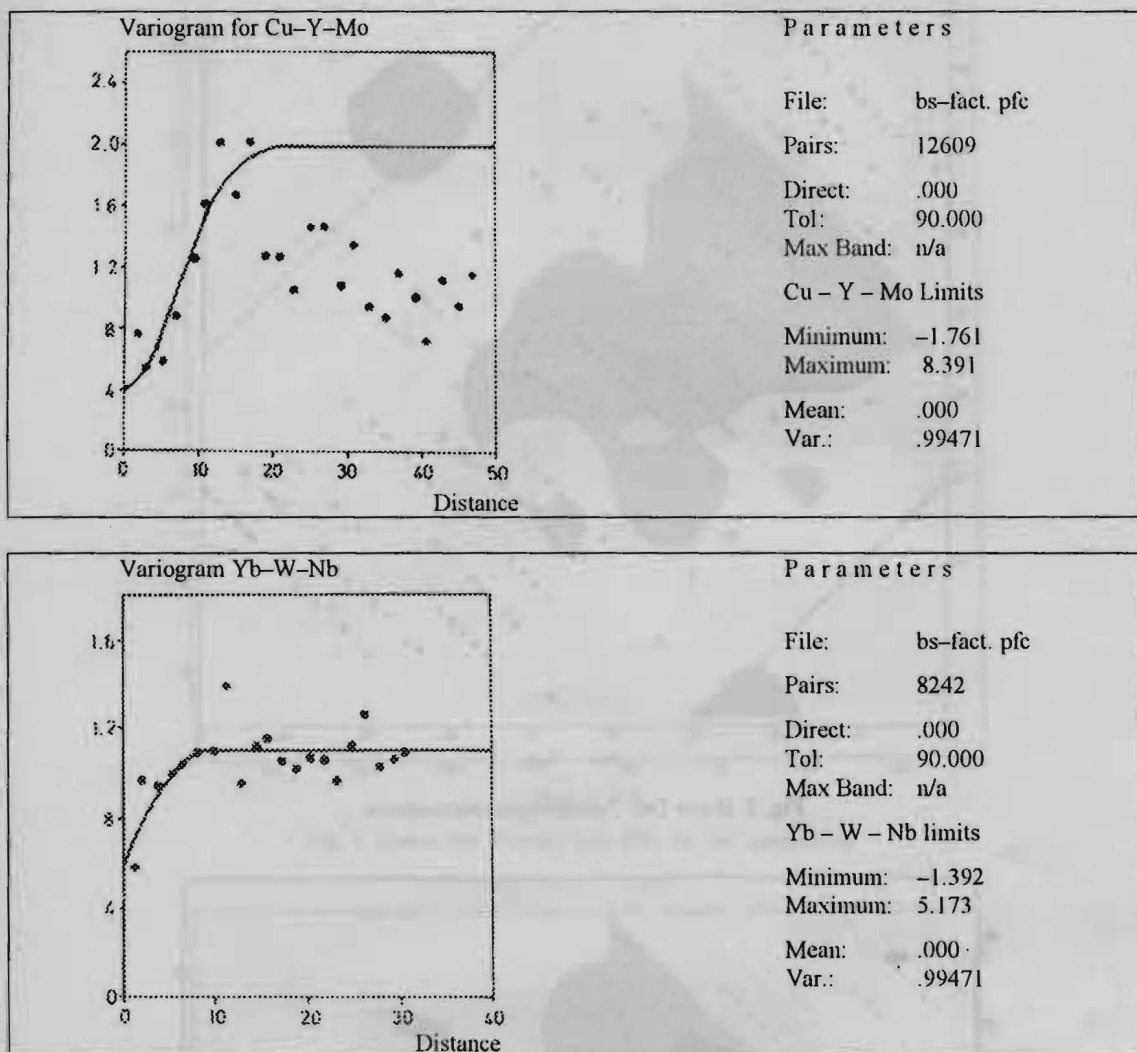 Variogram for Cu–Y–Mo
2.4
2.0
1.6
1.2
.8
.4
0
0 10 20 30 40 50
Distance
Parameters
File: bs–fact. pfc
Pairs: 12609
Direct: .000
Tol: 90.000
Max Band: n/a
Cu – Y – Mo Limits
Minimum: –1.761
Maximum: 8.391
Mean: .000
Var.: .99471
Variogram Yb–W–Nb
1.6
1.2
.8
.4
0
0 10 20 30 40
Distance
Parameters
File: bs–fact. pfc
Pairs: 8242
Direct: .000
Tol: 90.000
Max Band: n/a
Yb – W – Nb limits
Minimum: –1.392
Maximum: 5.173
Mean: .000
Var.: .99471